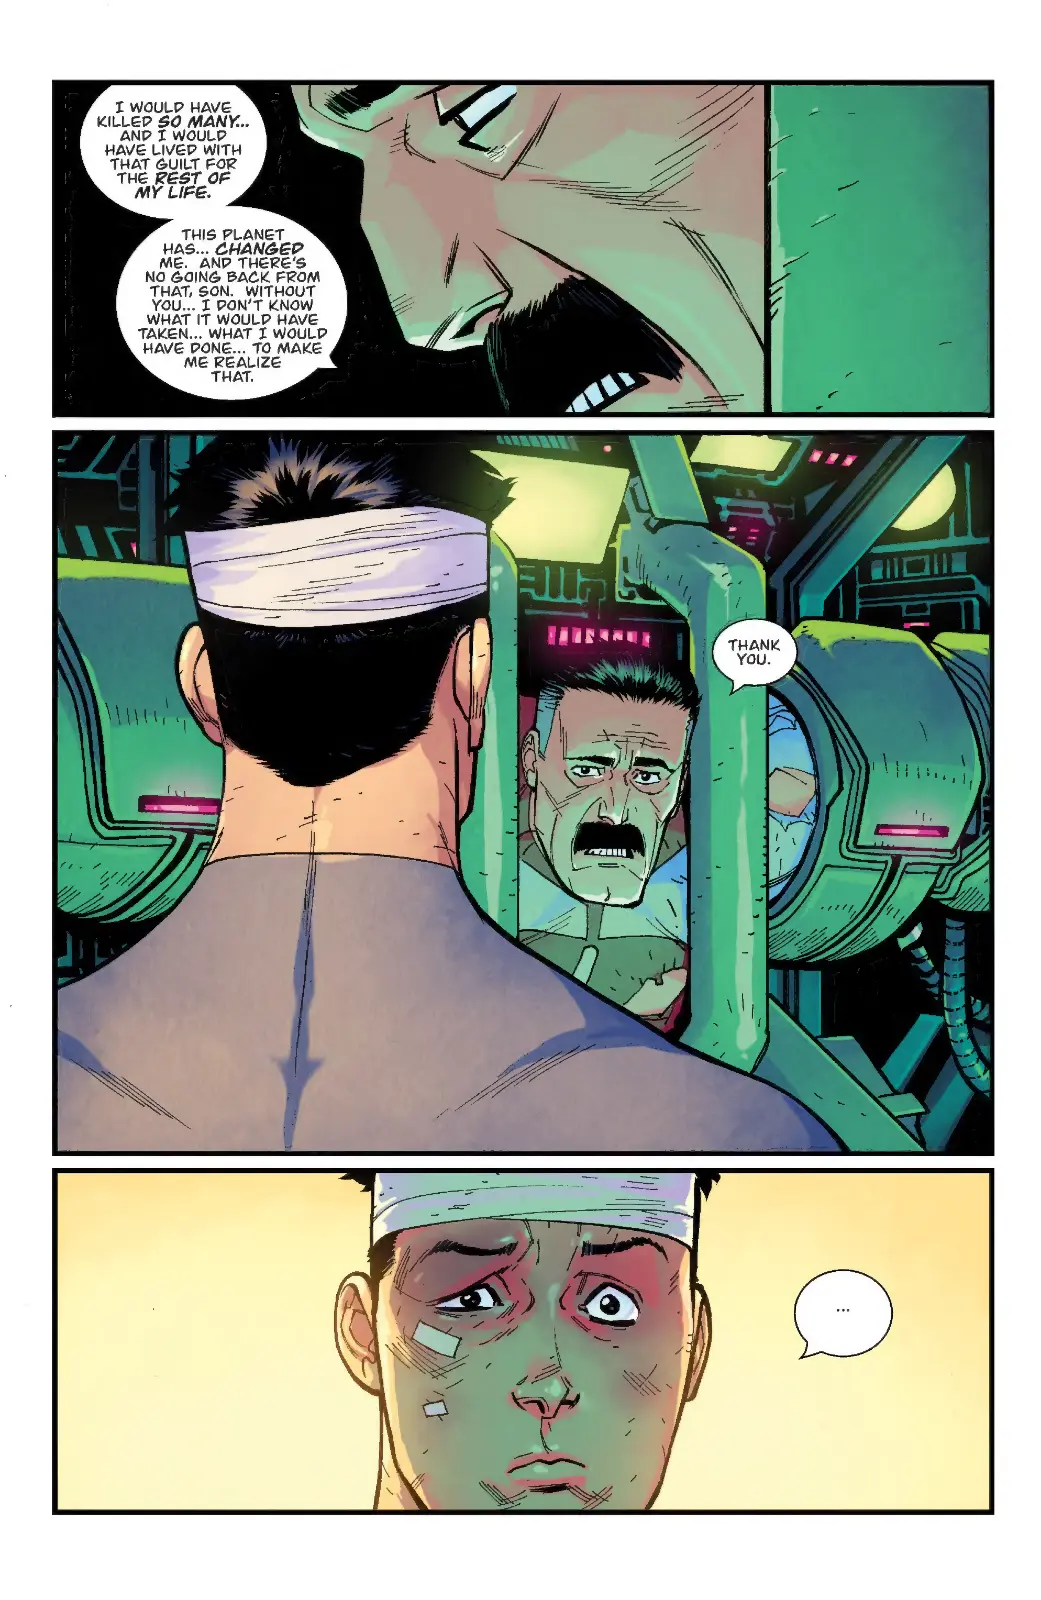 I WOULD HAVE
KILLED SO MANY...
AND I WOULD
HAVE LIVED WITH
THAT GUILT FOR
THE REST OF
MY LIFE.
THIS PLANET
HAS... CHANGED
ME. AND THERE'S
NO GOING BACK FROM
THAT, SON. WITHOUT
YOU... I DON'T KNOW
WHAT IT WOULD HAVE
TAKEN... WHAT I WOULD
HAVE DONE... TO MAKE
ME REALIZE
THAT.
THANK
YOU.
...